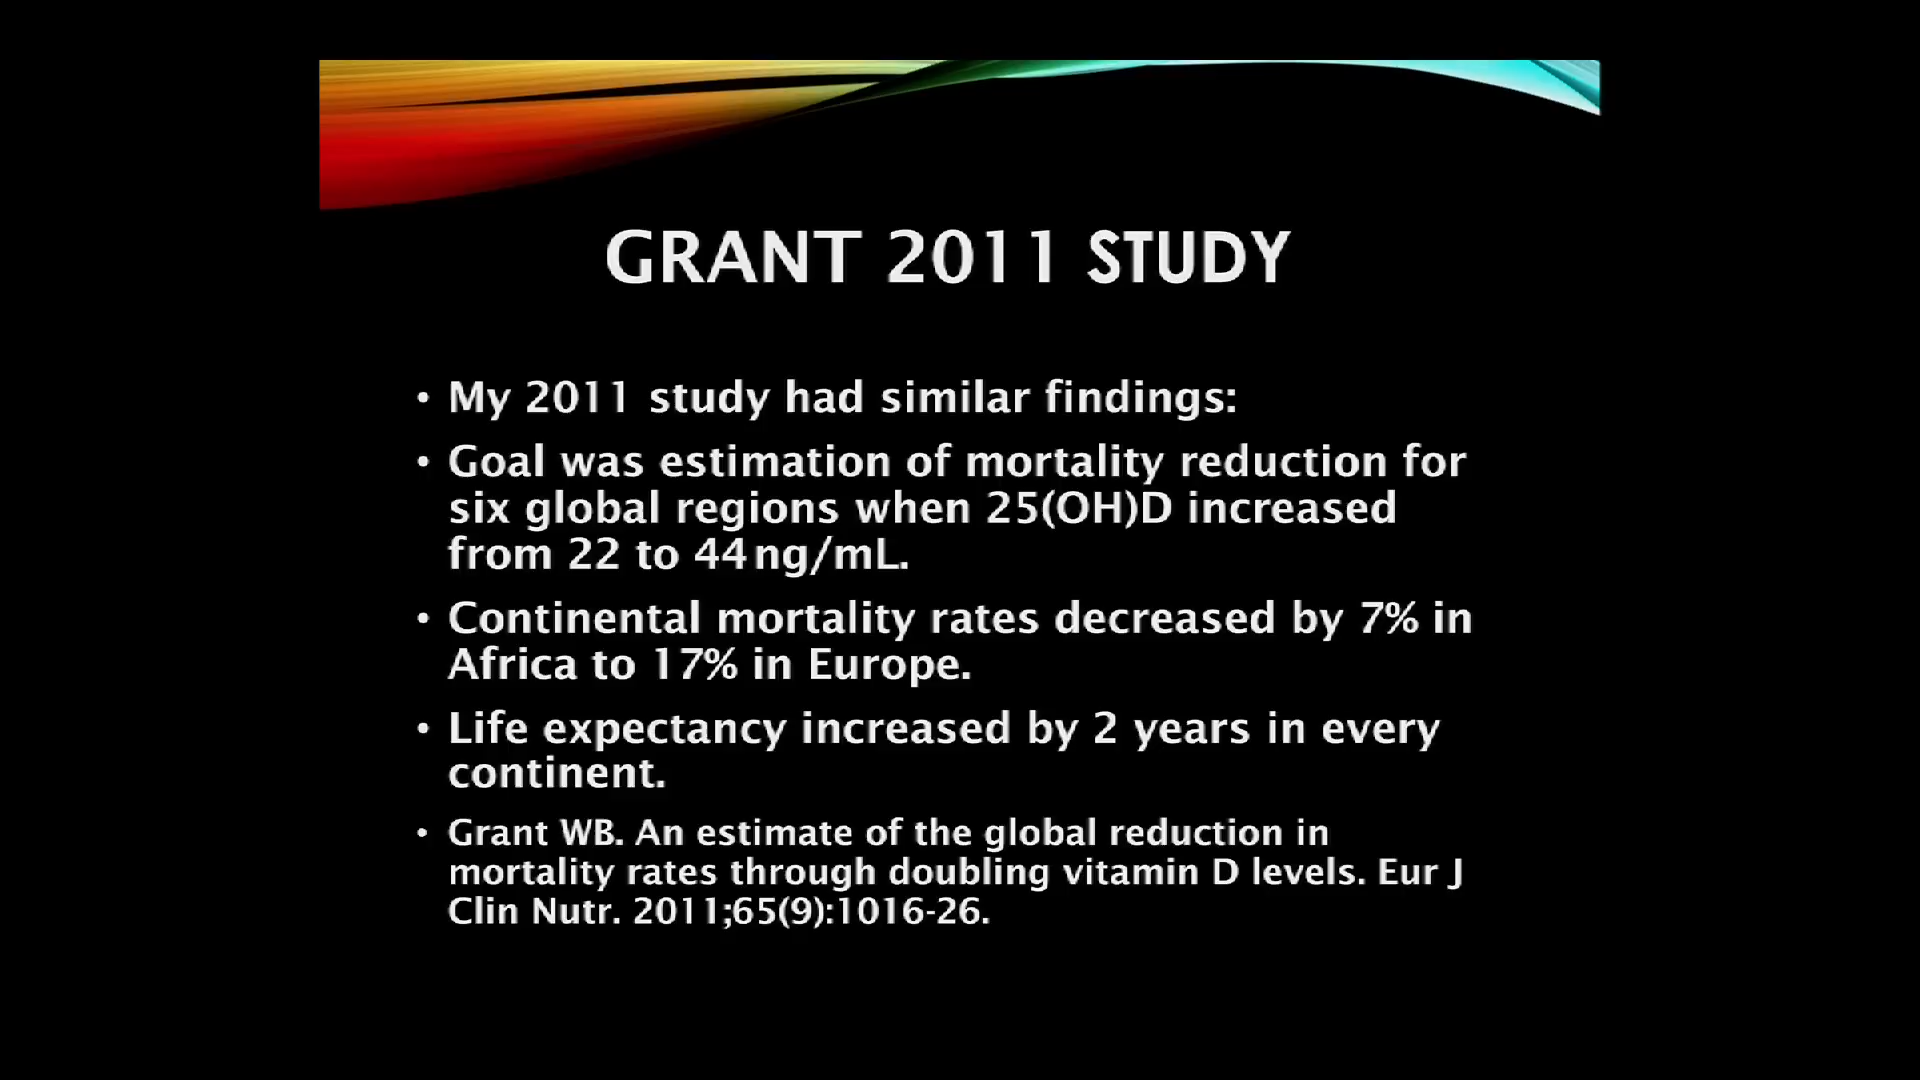 GRANT 2011 STUDY
• My 2011 study had similar findings:
• Goal was estimation of mortality reduction for
six global regions when 25(OH)D increased
from 22 to 44 ng/mL.
• Continental mortality rates decreased by 7% in
Africa to 17% in Europe.
• Life expectancy increased by 2 years in every
continent.
• Grant WB. An estimate of the global reduction in
mortality rates through doubling vitamin D levels. Eur J
Clin Nutr. 2011;65(9):1016-26.